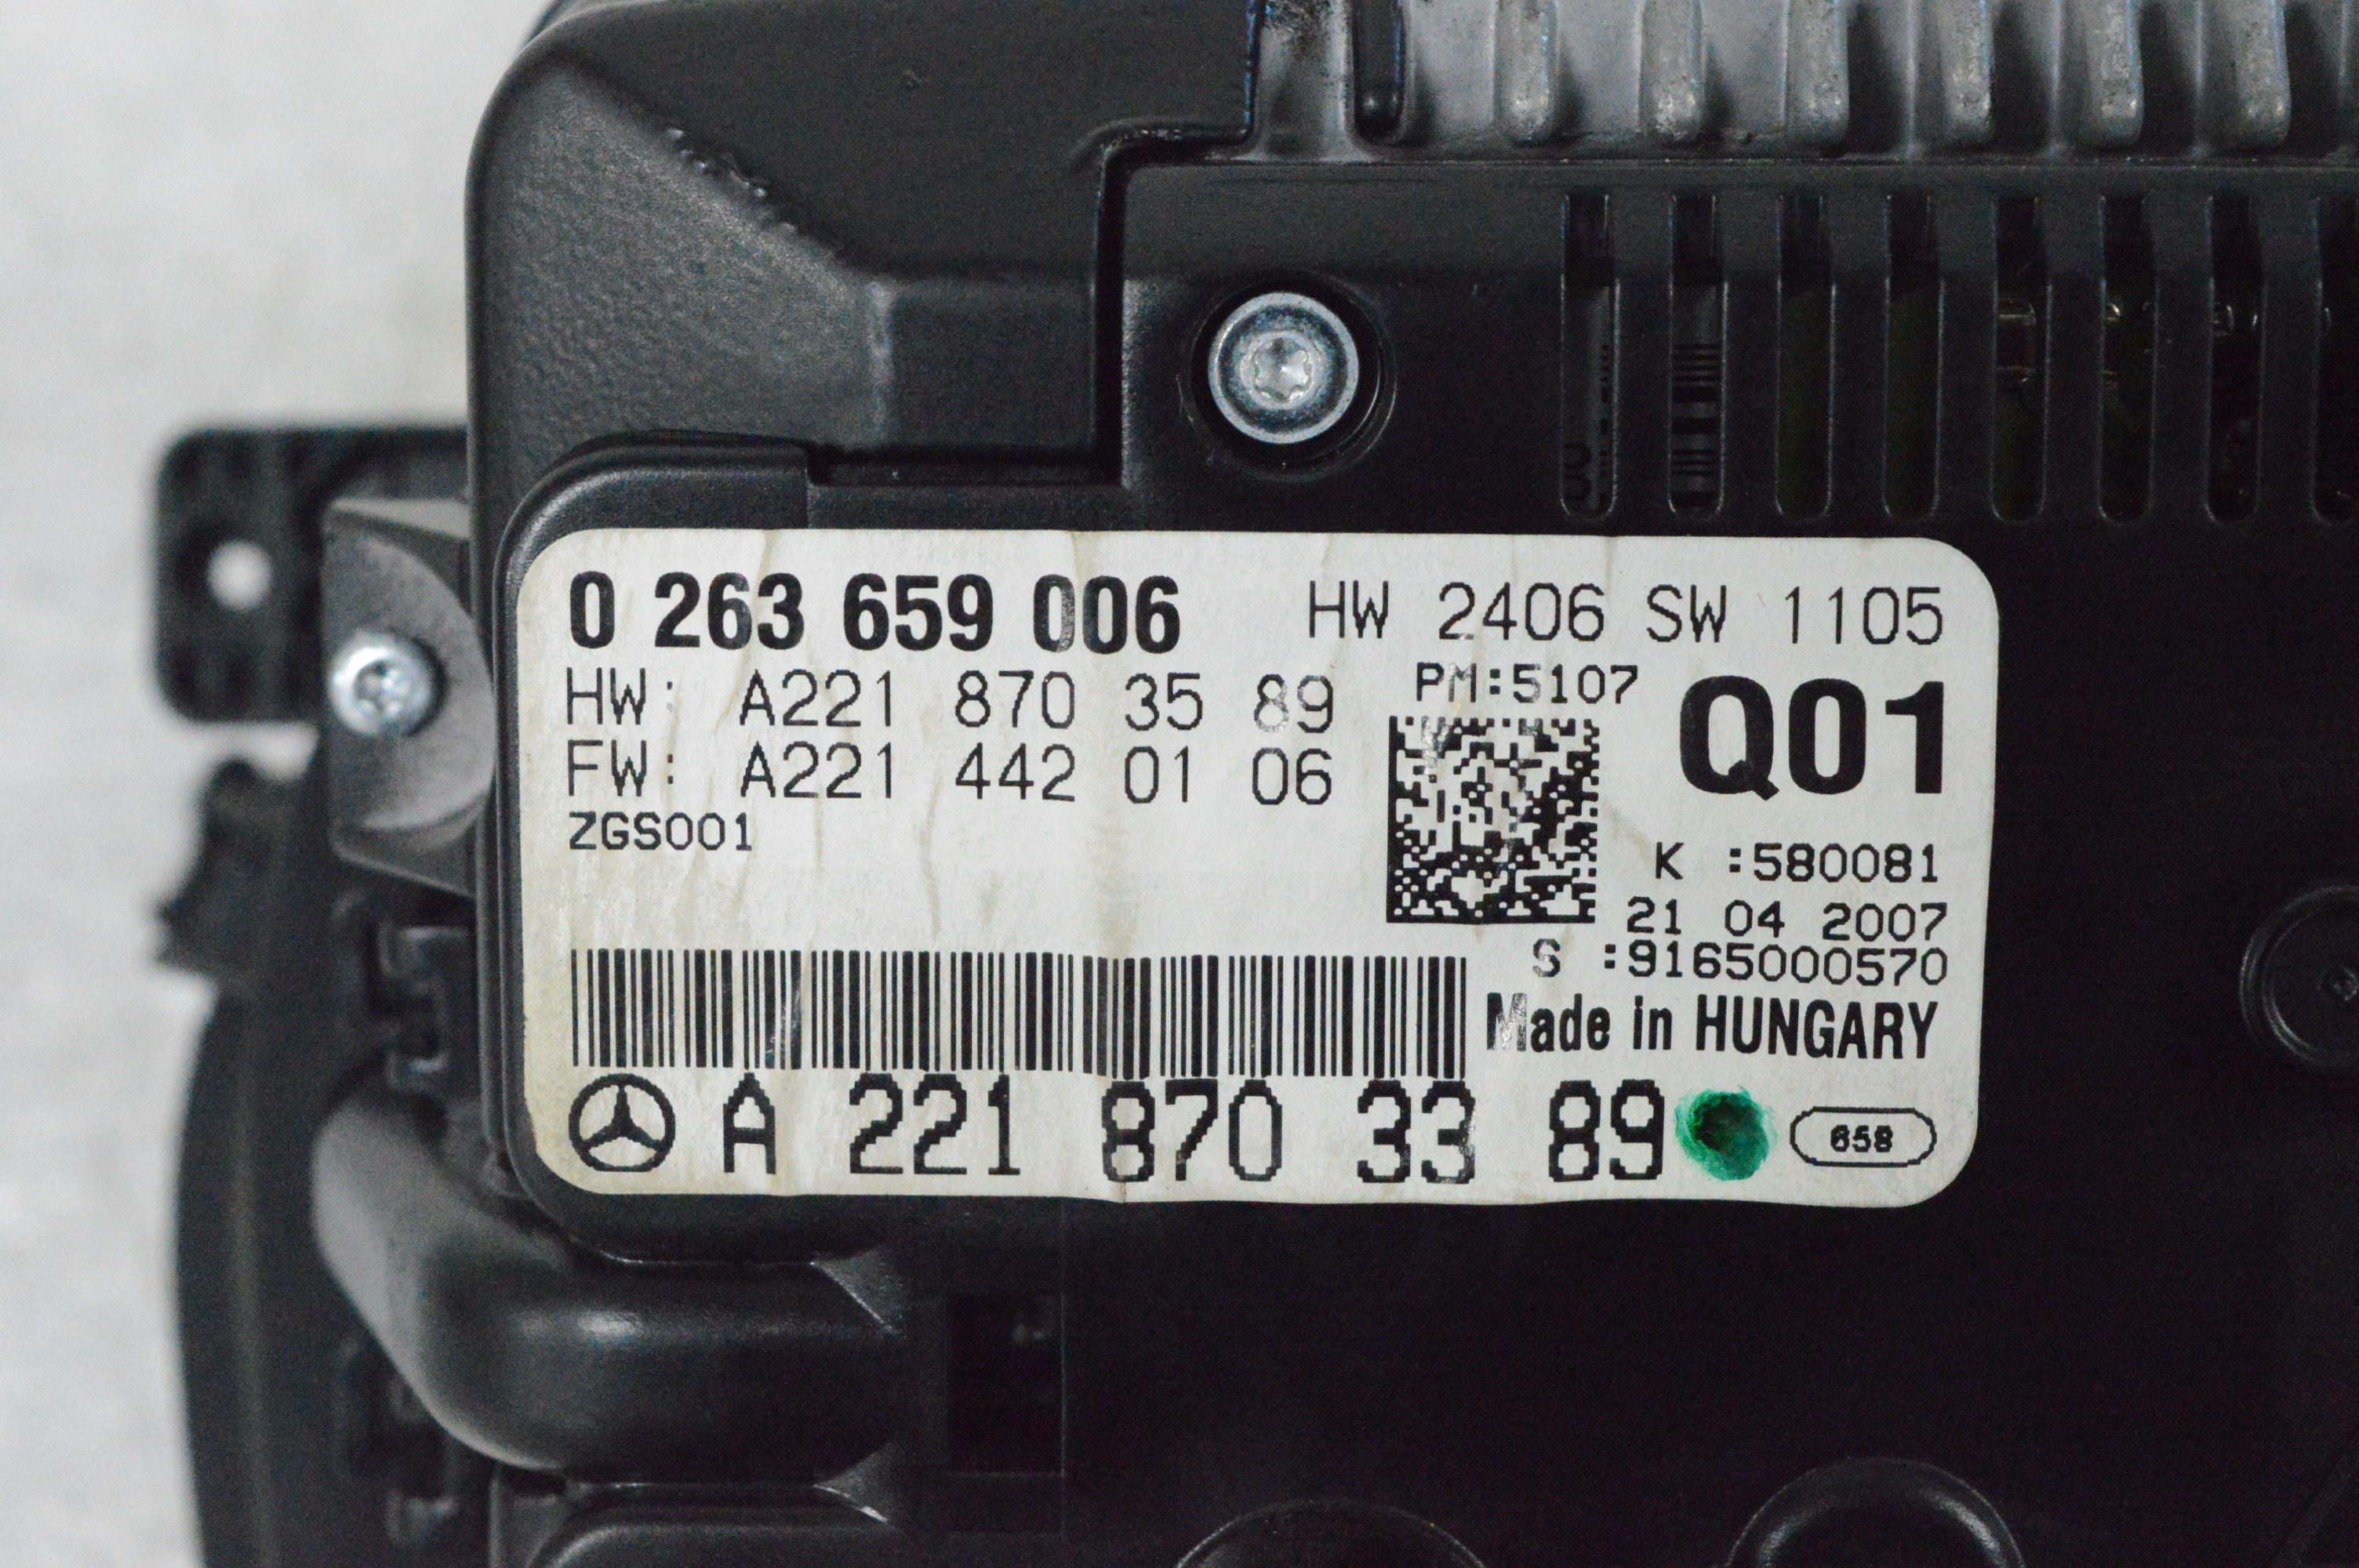 0 263 659 006 HW 2406 SW 1105
HW: A221 870 35 89 PM:5107
Q01
FW: A221 442 01 06
ZGS001
K :580081
21 04 2007
S :9165000570
Made in HUNGARY
A 221 870 33 89 658